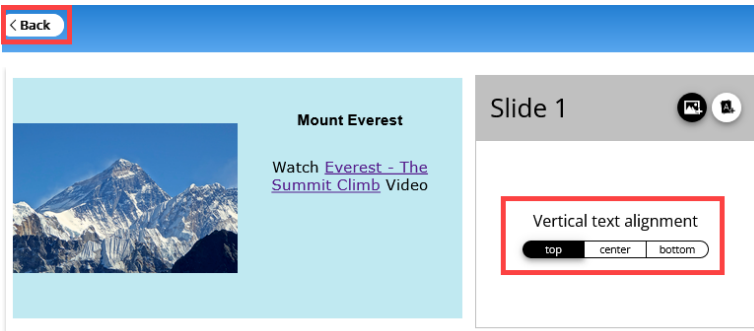 Back
Mount Everest
Watch Everest - The
Summit Climb Video
Slide 1
Vertical text alignment
top center bottom